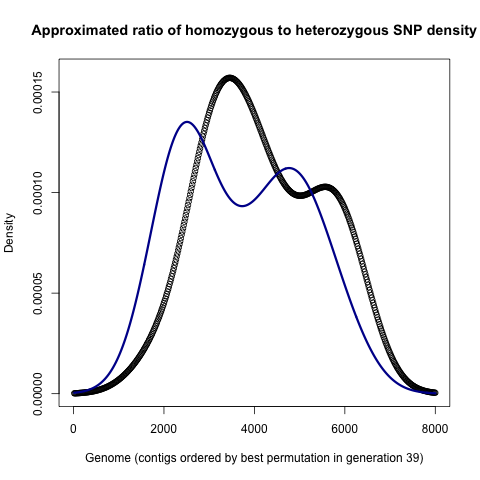 Approximated ratio of homozygous to heterozygous SNP density
Density
0.00015
0.00010
0.00005
0.00000
0 2000 4000 6000 8000
Genome (contigs ordered by best permutation in generation 39)